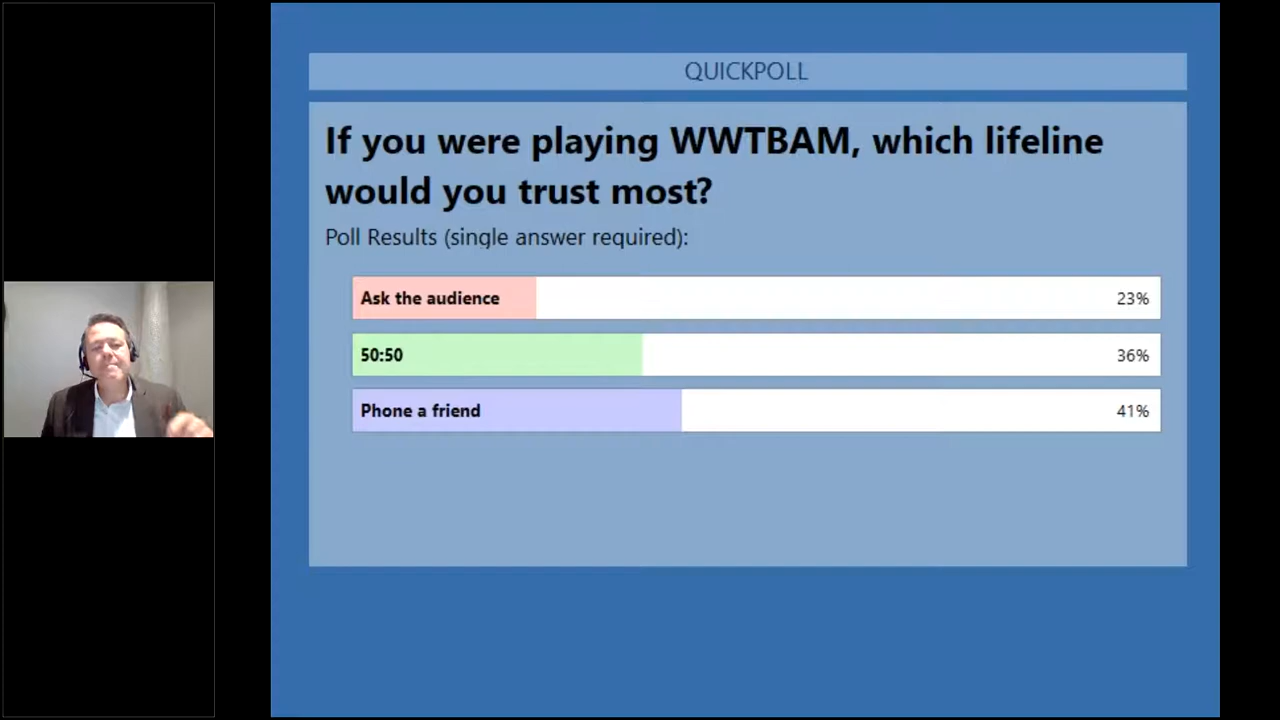 QUICKPOLL
If you were playing WWTBAM, which lifeline
would you trust most?
Poll Results (single answer required):
Ask the audience 23%
50:50 36%
Phone a friend 41%